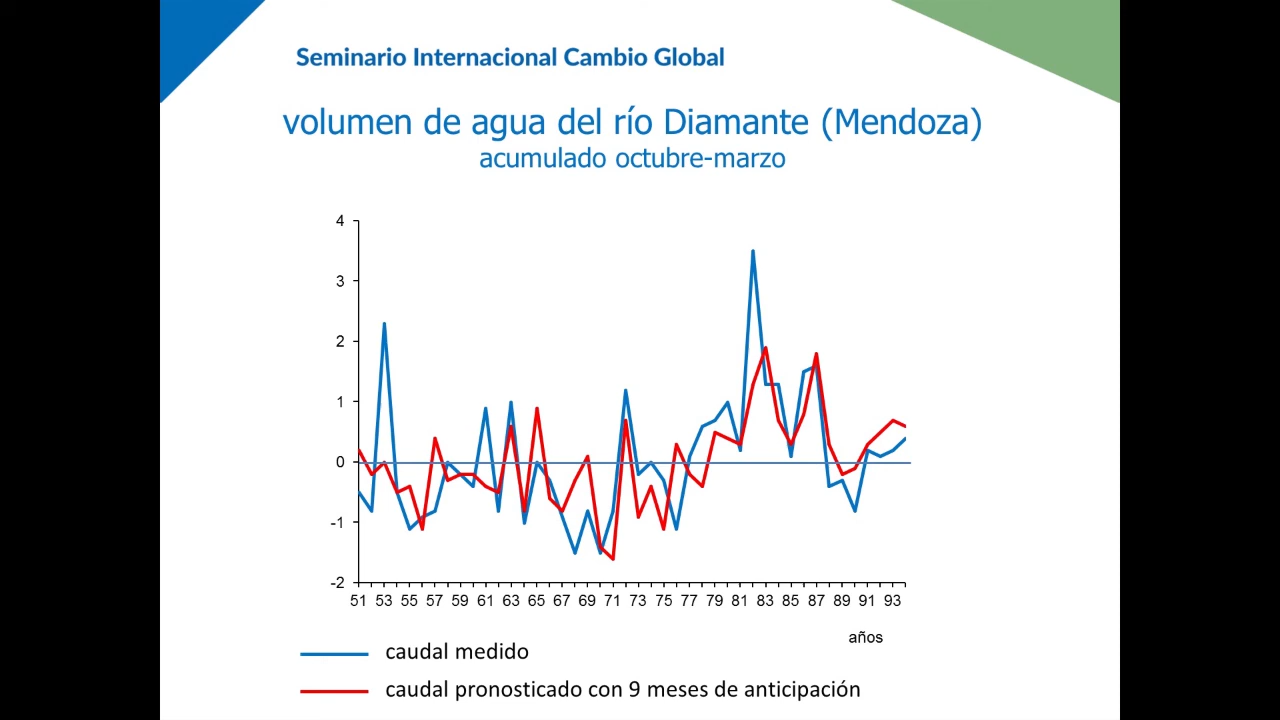 Seminario Internacional Cambio Global
volumen de agua del río Diamante (Mendoza)
acumulado octubre-marzo
4
3
2
1
0
-1
-2
51 53 55 57 59 61 63 65 67 69 71 73 75 77 79 81 83 85 87 89 91 93
años
caudal medido
caudal pronosticado con 9 meses de anticipación